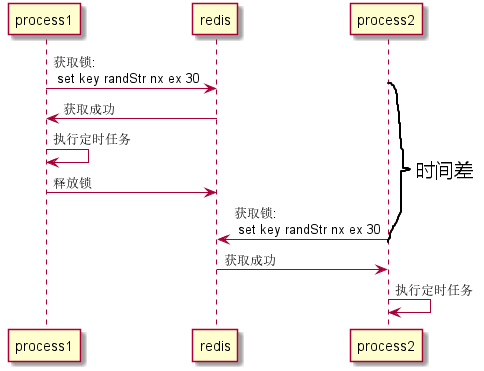 process1
redis
process2
获取锁:
set key randStr nx ex 30
获取成功
执行定时任务
释放锁
时间差
获取锁:
set key randStr nx ex 30
获取成功
执行定时任务
process1
redis
process2